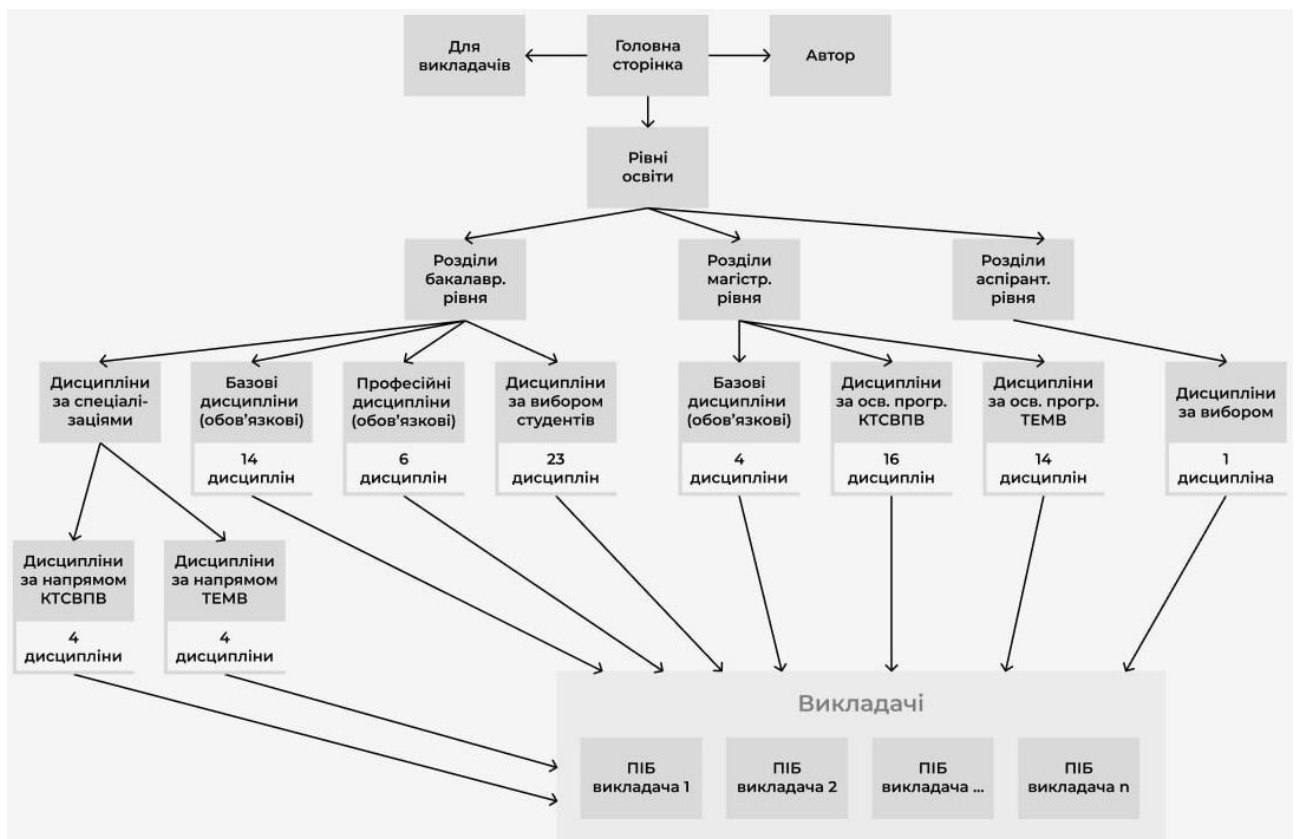 Для
викладачів
Головна
сторінка
Автор
Рівні
освіти
Розділи
бакалавр.
рівня
Розділи
магістр.
рівня
Розділи
аспірант.
рівня
Дисципліни
за спеціалі-
заціями
Базові
дисципліни
(обов’язкові)
14
дисциплін
Професійні
дисципліни
(обов’язкові)
6
дисциплін
Дисципліни
за вибором
студентів
23
дисциплін
Базові
дисципліни
(обов’язкові)
4
дисципліни
Дисципліни
за осв. прогр.
КТСВПВ
16
дисциплін
Дисципліни
за осв. прогр.
ТЕМВ
14
дисциплін
Дисципліни
за вибором
1
дисципліна
Дисципліни
за напрямом
КТСВПВ
4
дисципліни
Дисципліни
за напрямом
ТЕМВ
4
дисципліни
Викладачі
ПІБ
викладача 1
ПІБ
викладача 2
ПІБ
викладача ...
ПІБ
викладача n